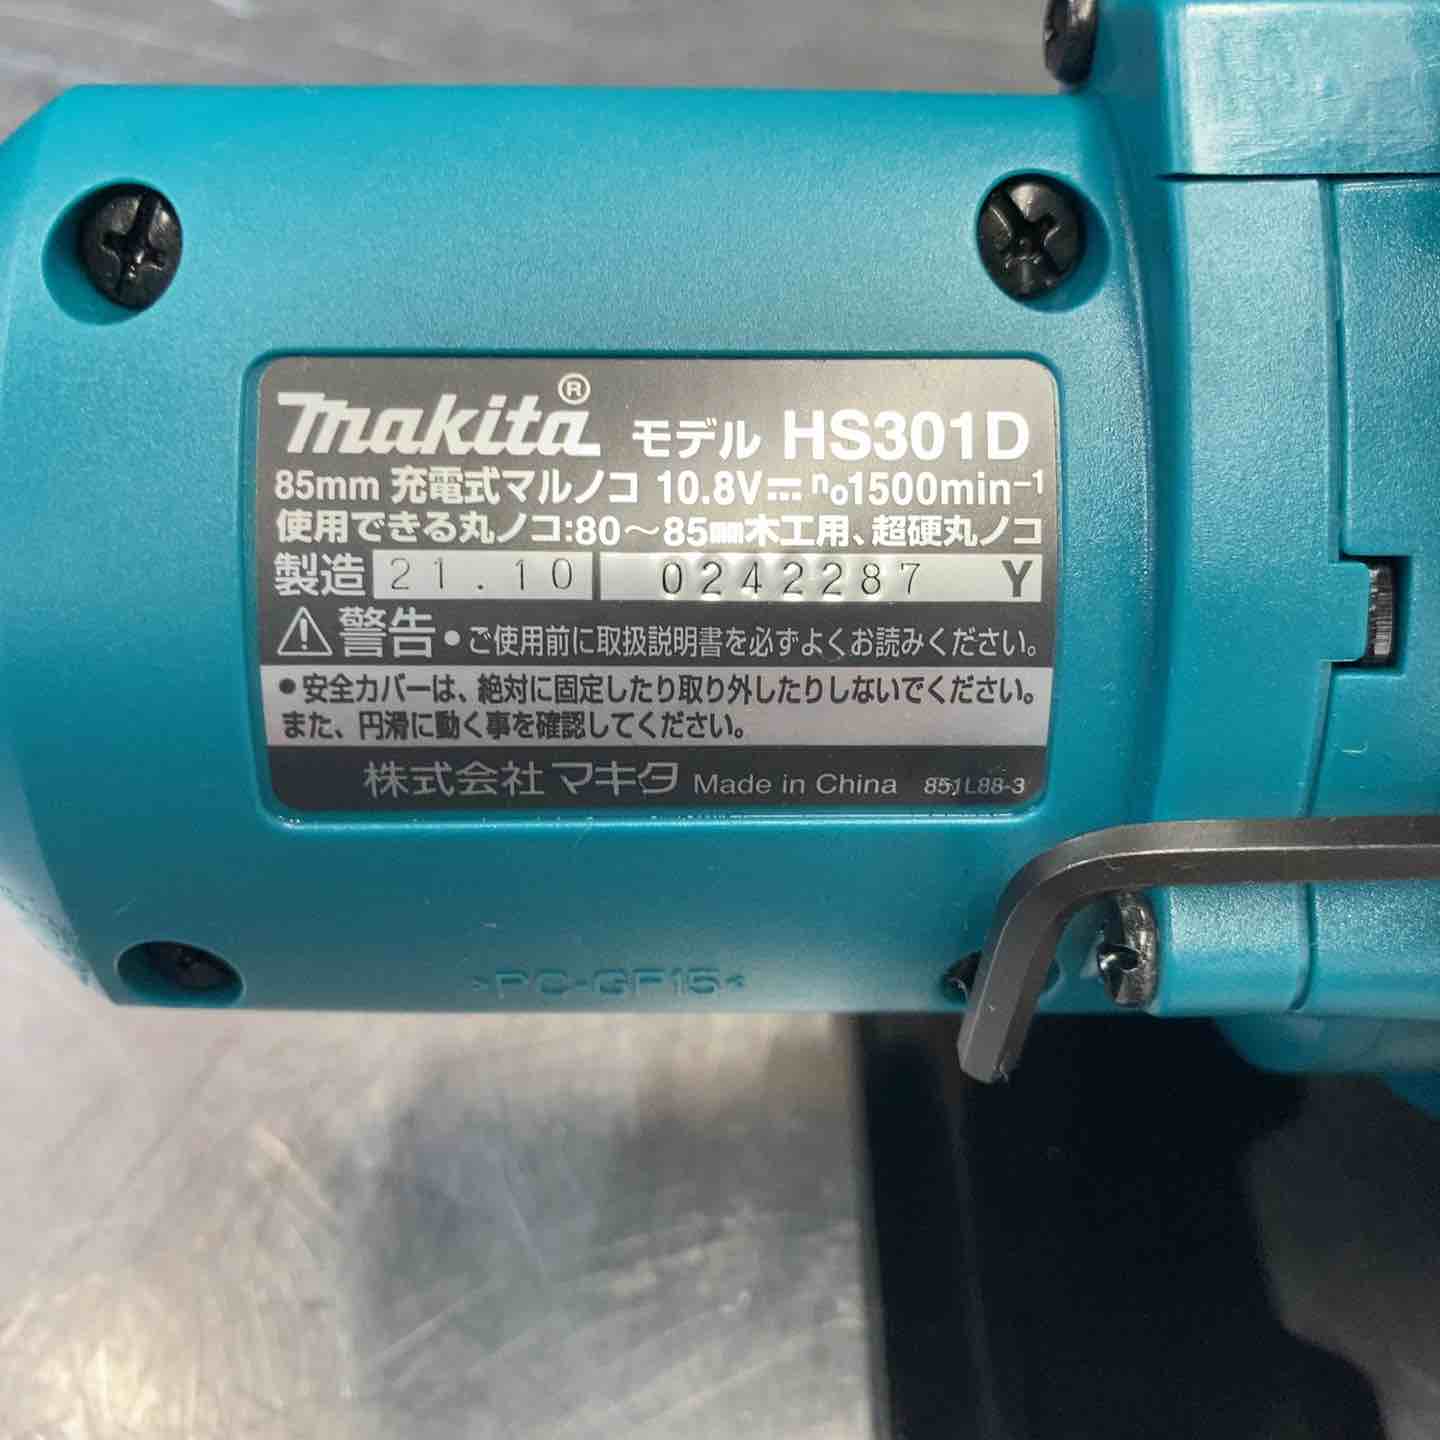 makita® モデル HS301D
85mm 充電式マルノコ 10.8V⎓ n₀1500min⁻¹
使用できる丸ノコ:80～85mm木工用、超硬丸ノコ
製造 21.10 0242287 Y
⚠警告 •ご使用前に取扱説明書を必ずよくお読みください。
•安全カバーは、絶対に固定したり取り外したりしないでください。
また、円滑に動く事を確認してください。
株式会社マキタ Made in China 851L88-3
>PC-GF15<